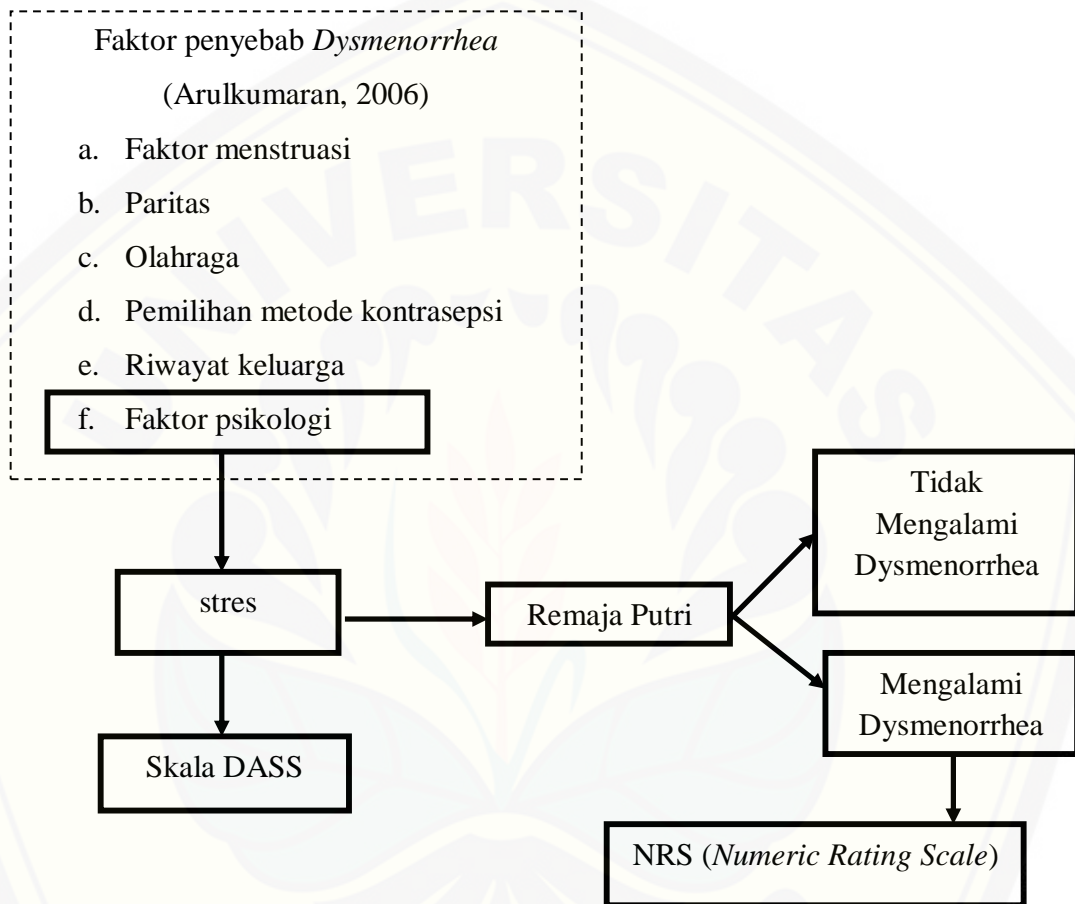 Faktor penyebab Dysmenorrhea
(Arulkumaran, 2006)
a. Faktor menstruasi
b. Paritas
c. Olahraga
d. Pemilihan metode kontrasepsi
e. Riwayat keluarga
f. Faktor psikologi
stres
Skala DASS
Remaja Putri
Tidak
Mengalami
Dysmenorrhea
Mengalami
Dysmenorrhea
NRS (Numeric Rating Scale)
UNIVERSITAS